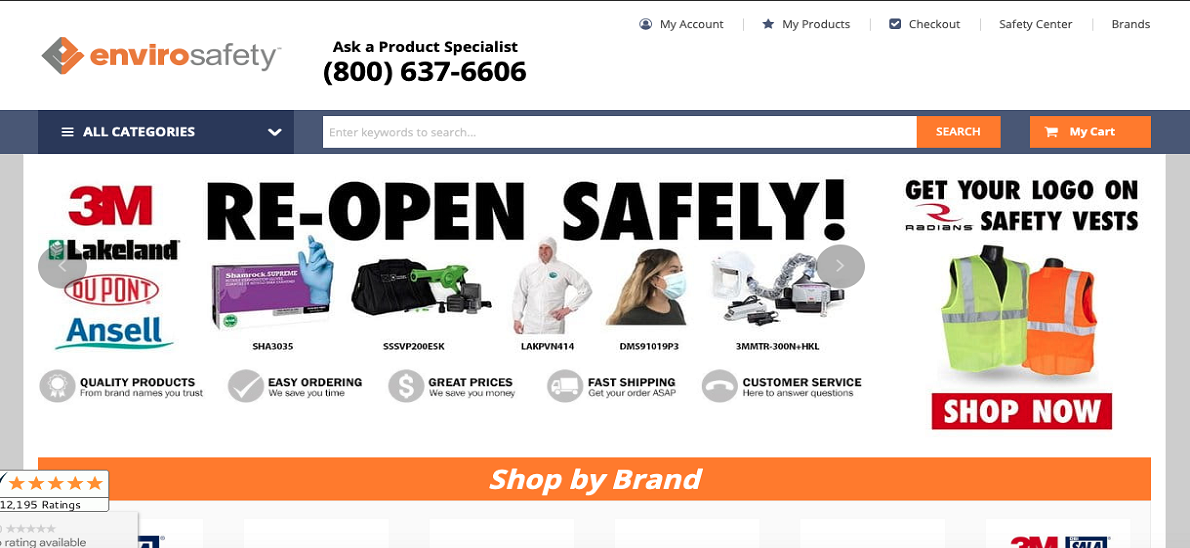 My Account
My Products
Checkout
Safety Center
Brands
envirosafety
Ask a Product Specialist
(800) 637-6606
ALL CATEGORIES
Enter keywords to search...
SEARCH
My Cart
3M
Lakeland
DU PONT
Ansell
RE-OPEN SAFELY!
Shamrock SUPREME
SHA3035
SSSVP200ESK
LAKPVN414
DMS91019P3
3MMTR-300N+HKL
QUALITY PRODUCTS
From brand names you trust
EASY ORDERING
We save you time
GREAT PRICES
We save you money
FAST SHIPPING
Get your order ASAP
CUSTOMER SERVICE
Here to answer questions
GET YOUR LOGO ON
RADIANS SAFETY VESTS
SHOP NOW
Shop by Brand
12,195 Ratings
rating available
3M
SALA